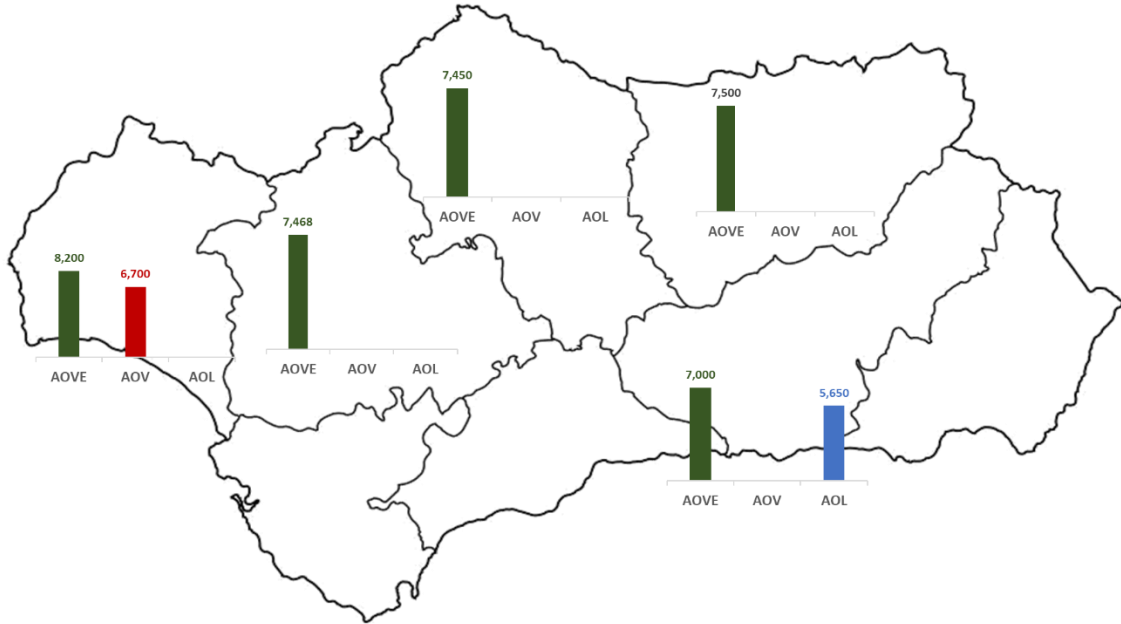 7,450
AOVE AOV AOL
7,500
AOVE AOV AOL
7,468
AOVE AOV AOL
8,200 6,700
AOVE AOV AOL
7,000 5,650
AOVE AOV AOL